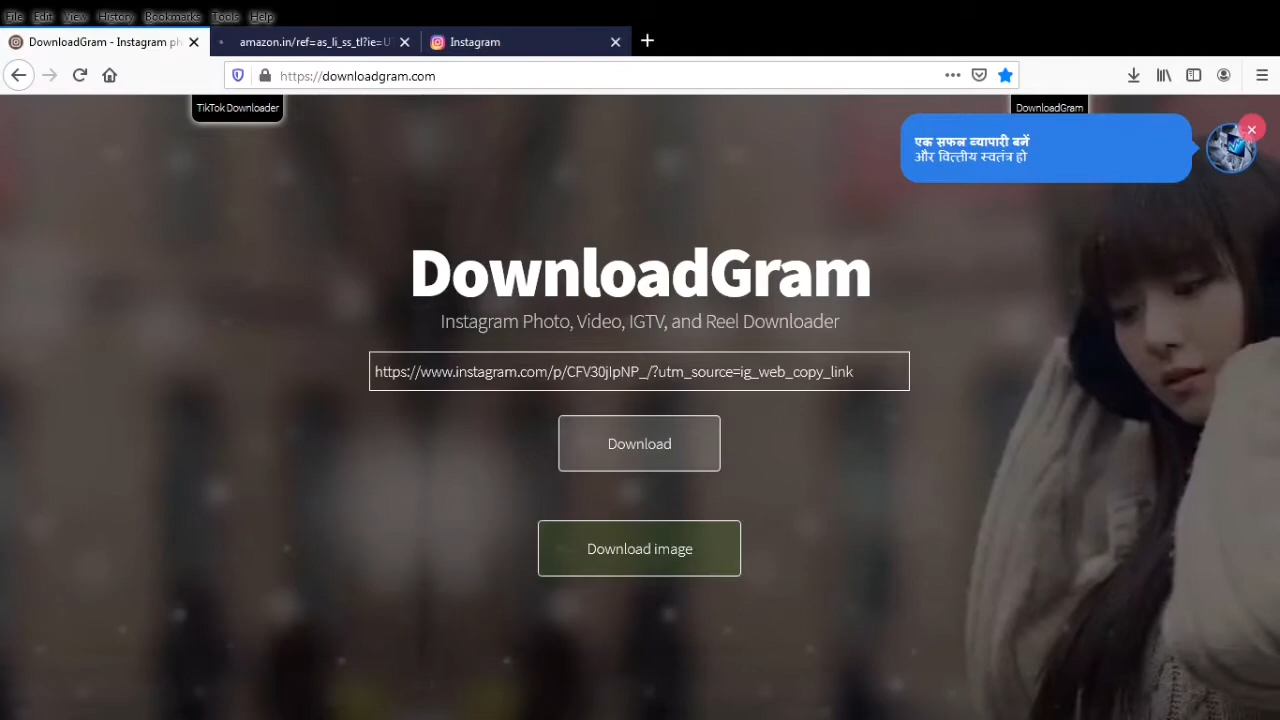 File Edit View History Bookmarks Tools Help
DownloadGram - Instagram ph
amazon.in/ref=as_li_ss_tl?ie=U
Instagram
https://downloadgram.com
TikTok Downloader
DownloadGram
एक सफल व्यापारी बनें
और वित्तीय स्वतंत्र हो
DownloadGram
Instagram Photo, Video, IGTV, and Reel Downloader
https://www.instagram.com/p/CFV30jIpNP_/?utm_source=ig_web_copy_link
Download
Download image